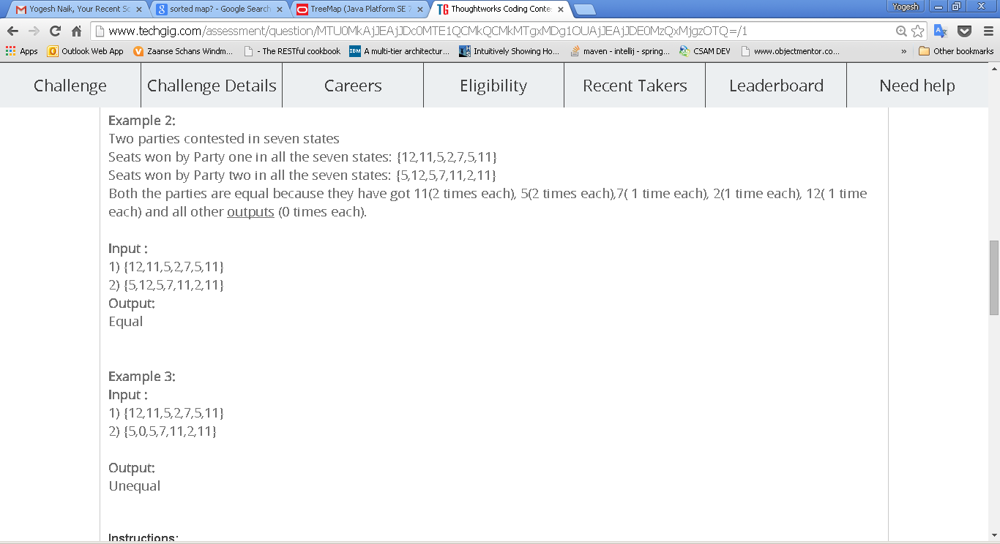 Yogesh Naik, Your Recent Sc
sorted map? - Google Search
TreeMap (Java Platform SE 7
Thoughtworks Coding Conte
Yogesh
www.techgig.com/assessment/question/MTU0MkAjJEAjJDc0MTE1QCMkQCMkMTgxMDg1OUAjJEAjJDE0MzQxMjgzOTQ=/1
Apps
Outlook Web App
Zaanse Schans Windm...
- The RESTful cookbook
IBM A multi-tier architectur...
Intuitively Showing Ho...
maven - intellij - spring...
CSAM DEV
www.objectmentor.co...
»
Other bookmarks
Challenge
Challenge Details
Careers
Eligibility
Recent Takers
Leaderboard
Need help
Example 2:
Two parties contested in seven states
Seats won by Party one in all the seven states: {12,11,5,2,7,5,11}
Seats won by Party two in all the seven states: {5,12,5,7,11,2,11}
Both the parties are equal because they have got 11(2 times each), 5(2 times each),7( 1 time each), 2(1 time each), 12( 1 time
each) and all other outputs (0 times each).
Input :
1) {12,11,5,2,7,5,11}
2) {5,12,5,7,11,2,11}
Output:
Equal
Example 3:
Input :
1) {12,11,5,2,7,5,11}
2) {5,0,5,7,11,2,11}
Output:
Unequal
Instructions: